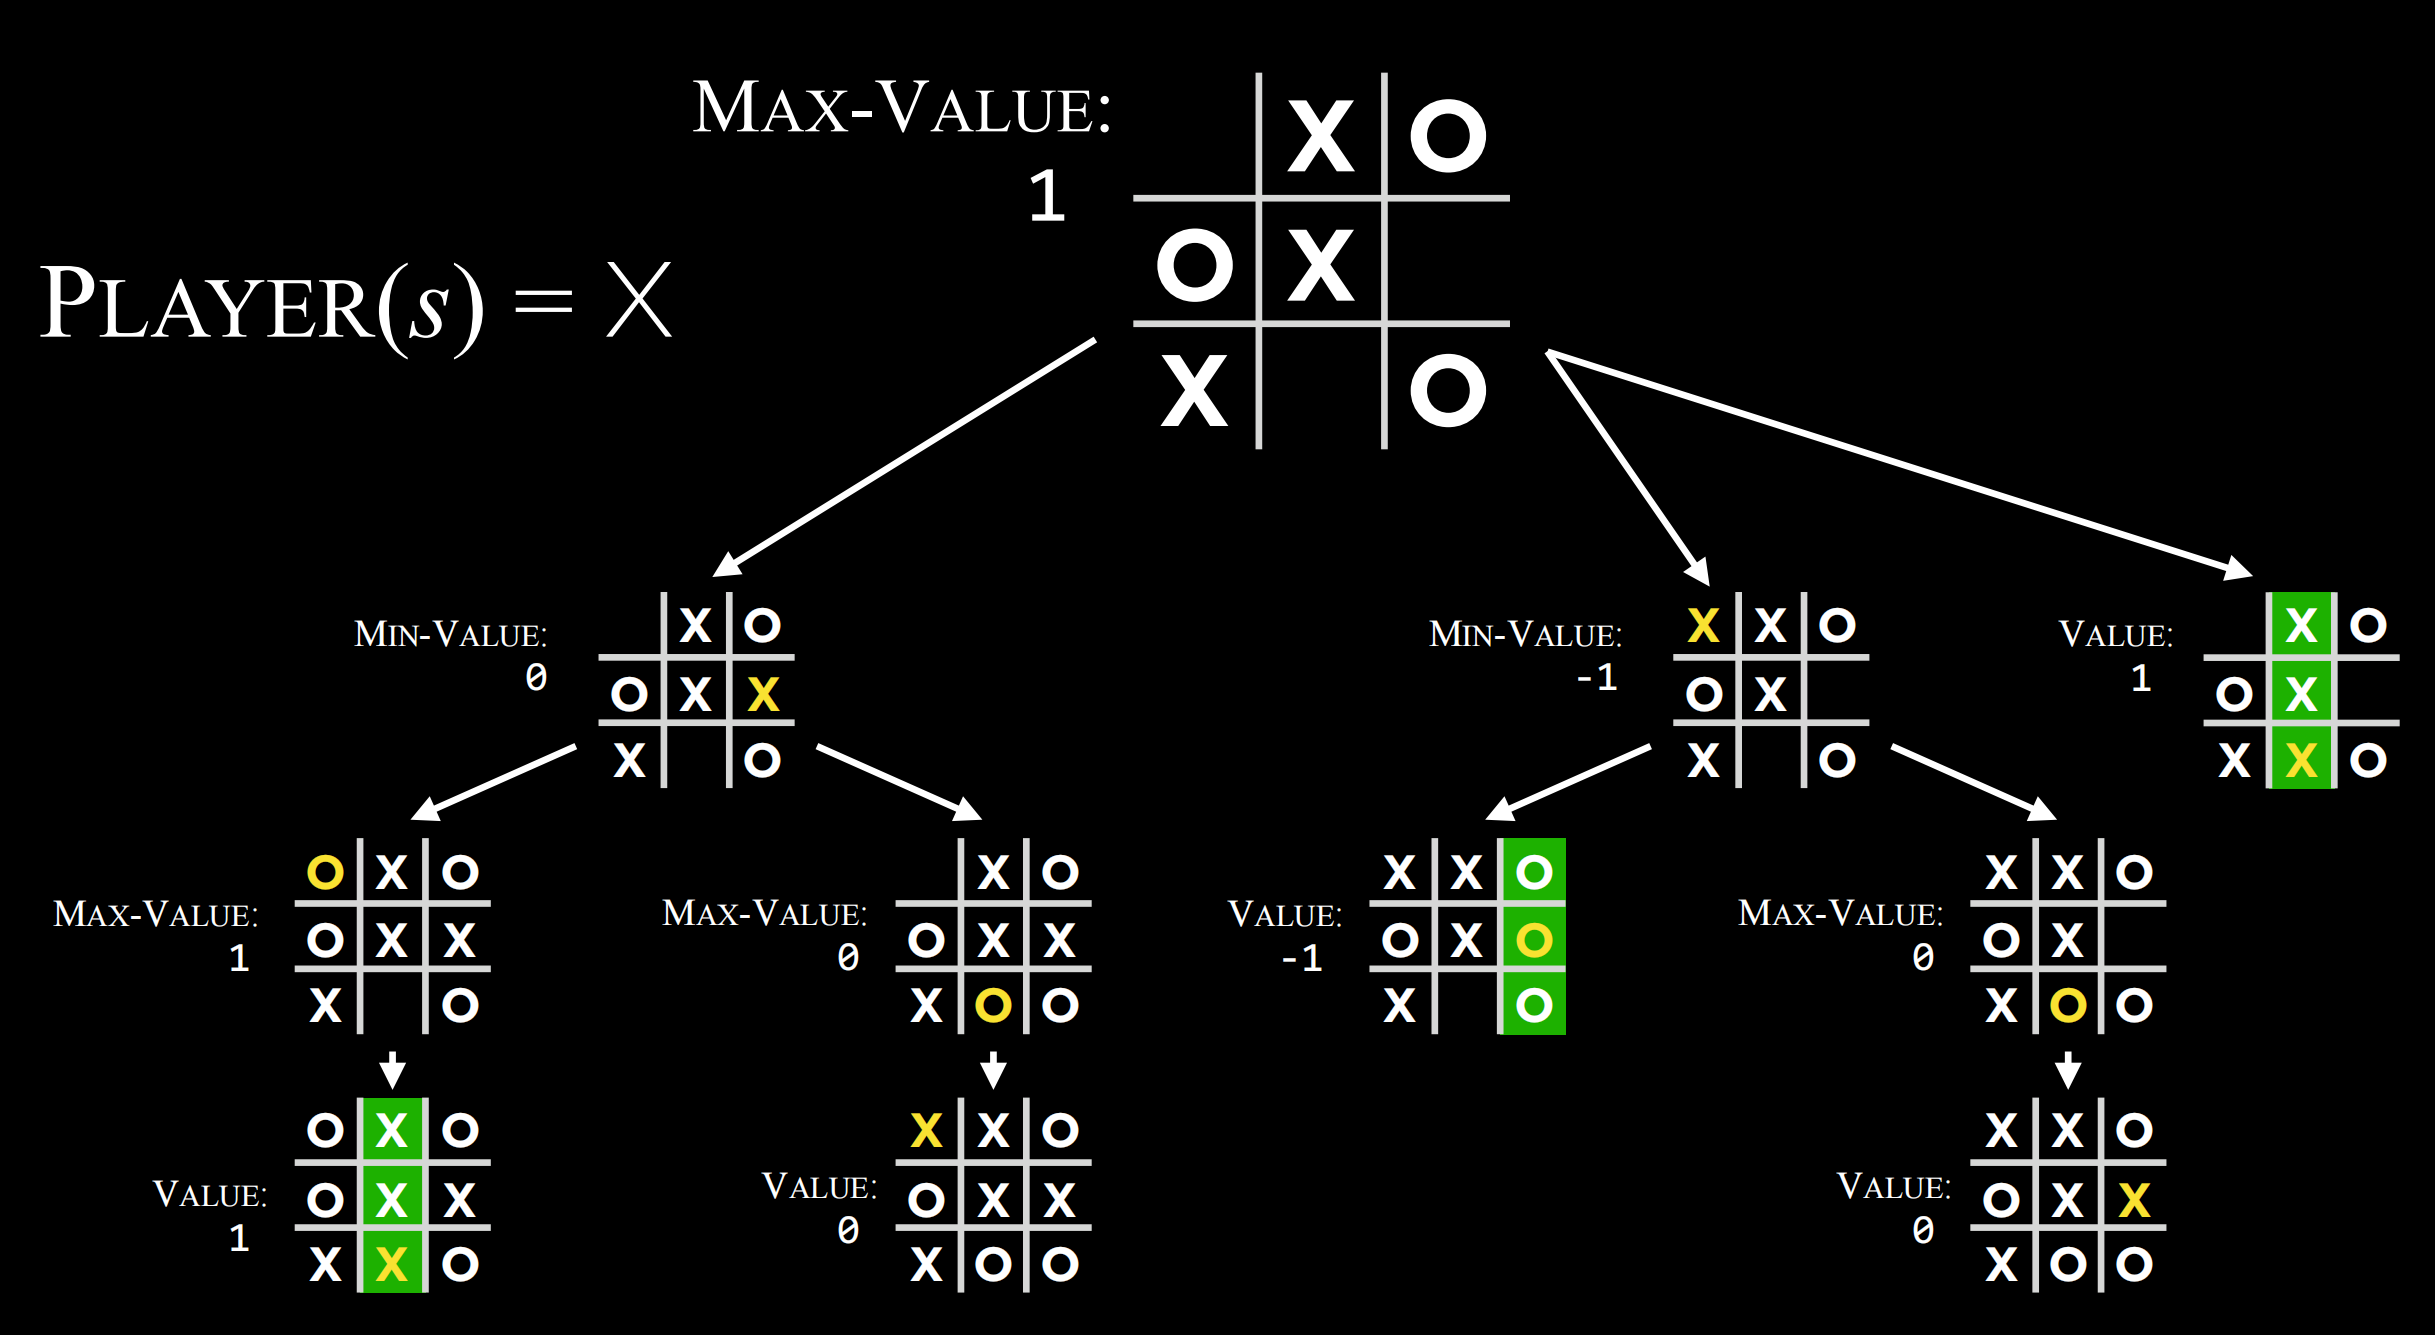 MAX-VALUE:
1
X O
O X
X O
PLAYER(s) = X
MIN-VALUE:
0
X O
O X X
X O
MIN-VALUE:
-1
X X O
O X
X O
VALUE:
1
X O
O X
X X O
MAX-VALUE:
1
O X O
O X X
X O
MAX-VALUE:
0
X O
O X X
X O O
VALUE:
-1
X X O
O X O
X O
MAX-VALUE:
0
X X O
O X
X O O
VALUE:
1
O X O
O X X
X X O
VALUE:
0
X X O
O X X
X O O
VALUE:
0
X X O
O X X
X O O